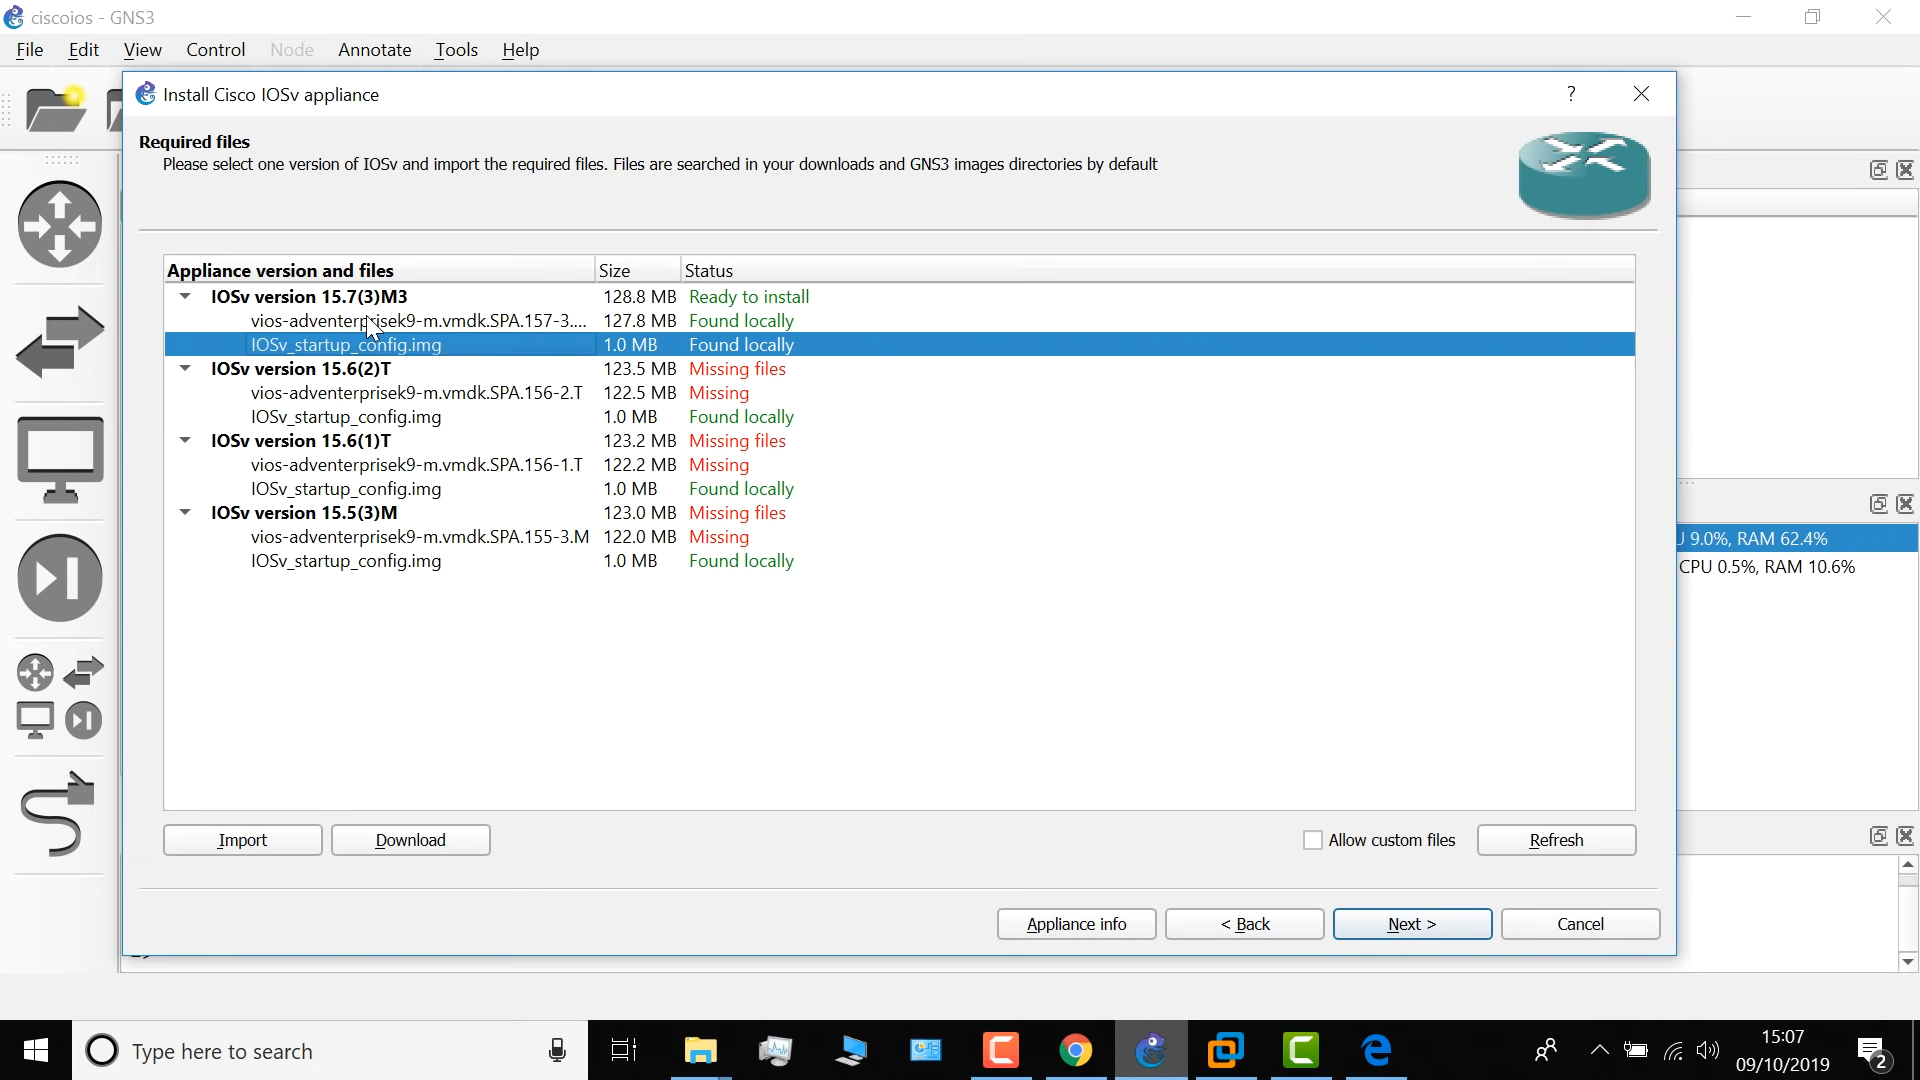 ciscoios - GNS3
File Edit View Control Node Annotate Tools Help
Install Cisco IOSv appliance
?
Required files
Please select one version of IOSv and import the required files. Files are searched in your downloads and GNS3 images directories by default
Appliance version and files Size Status
IOSv version 15.7(3)M3 128.8 MB Ready to install
vios-adventerprisek9-m.vmdk.SPA.157-3.... 127.8 MB Found locally
IOSv_startup_config.img 1.0 MB Found locally
IOSv version 15.6(2)T 123.5 MB Missing files
vios-adventerprisek9-m.vmdk.SPA.156-2.T 122.5 MB Missing
IOSv_startup_config.img 1.0 MB Found locally
IOSv version 15.6(1)T 123.2 MB Missing files
vios-adventerprisek9-m.vmdk.SPA.156-1.T 122.2 MB Missing
IOSv_startup_config.img 1.0 MB Found locally
IOSv version 15.5(3)M 123.0 MB Missing files
vios-adventerprisek9-m.vmdk.SPA.155-3.M 122.0 MB Missing
IOSv_startup_config.img 1.0 MB Found locally
9.0%, RAM 62.4%
CPU 0.5%, RAM 10.6%
Import Download Allow custom files Refresh
Appliance info < Back Next > Cancel
Type here to search
15:07
09/10/2019
2